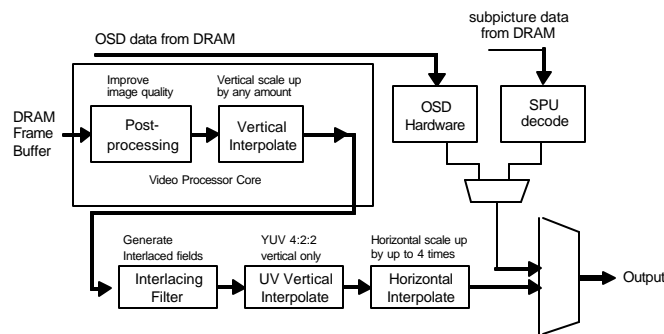 subpicture data
from DRAM
OSD data from DRAM
Improve
image quality
Vertical scale up
by any amount
DRAM
Frame
Buffer
Post-
processing
Vertical
Interpolate
OSD
Hardware
SPU
decode
Video Processor Core
Generate
Interlaced fields
YUV 4:2:2
vertical only
Horizontal scale up
by up to 4 times
Interlacing
Filter
UV Vertical
Interpolate
Horizontal
Interpolate
Output